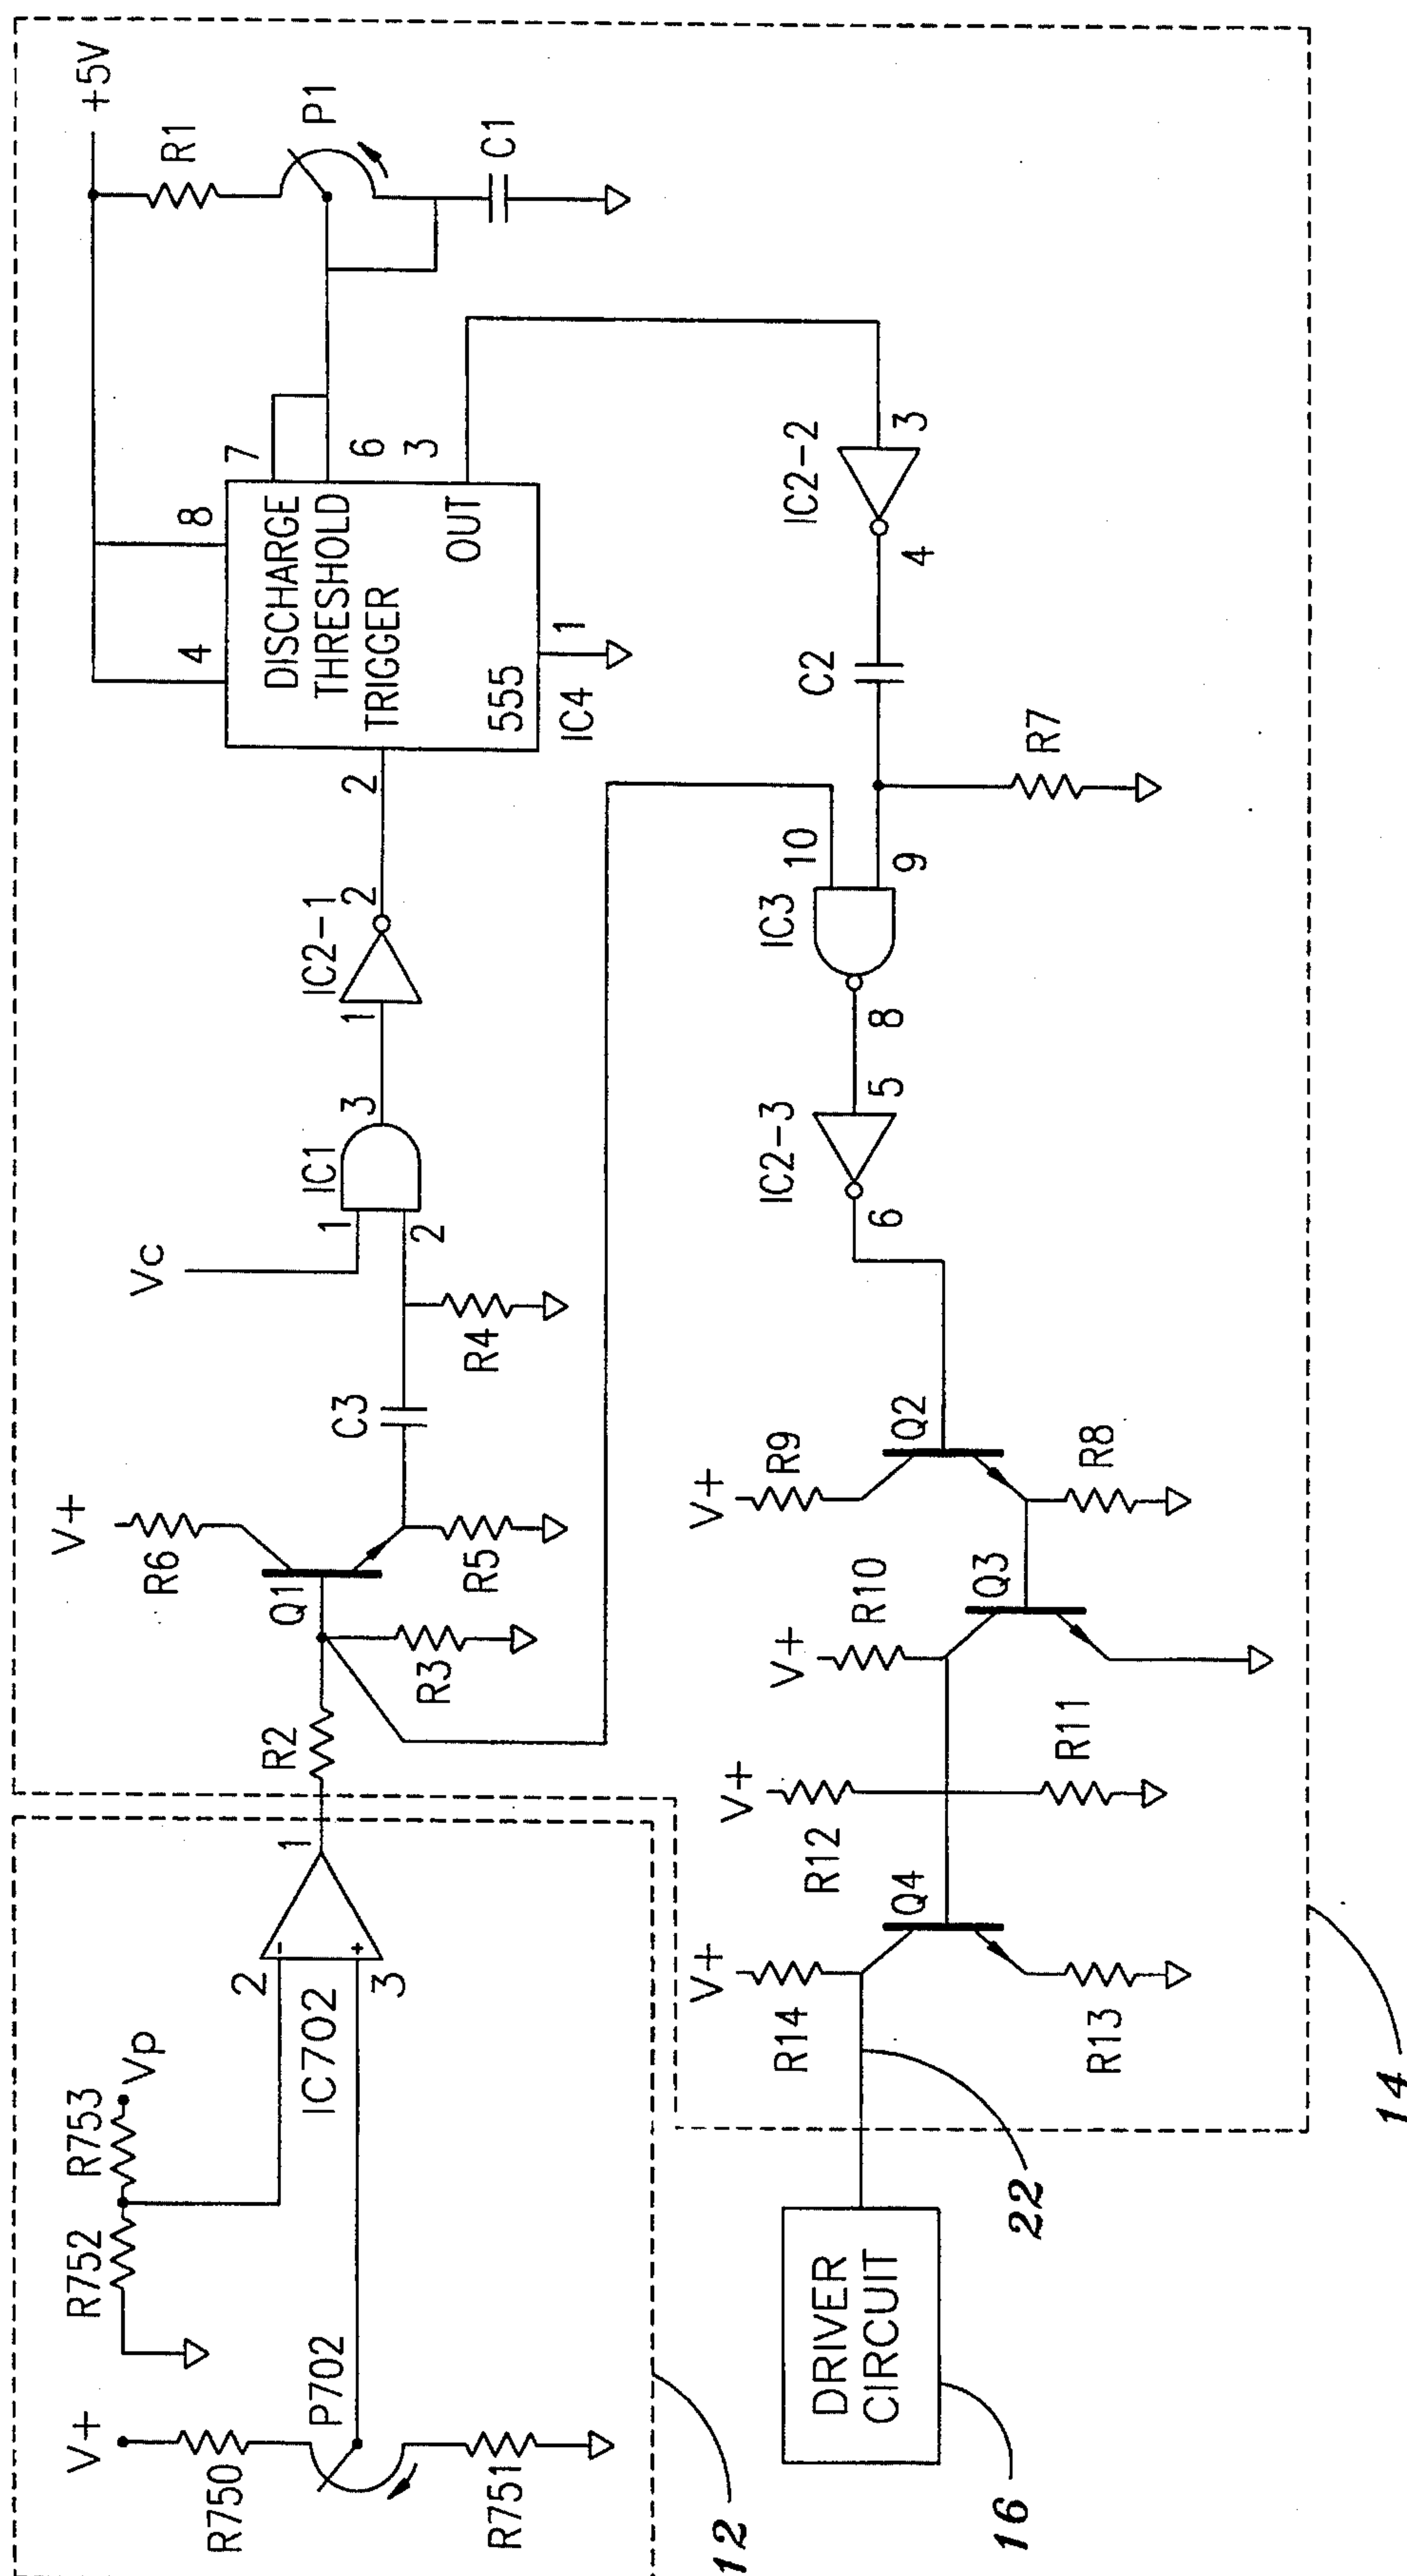 V+
R750
P702
R751
R752
R753
Vp
2
-
+
3
IC702
1
12
R2
V+
R6
Q1
R3
R5
C3
R4
Vc
1
2
IC1
3
1
IC2-1
2
2
4
8
DISCHARGE
THRESHOLD
TRIGGER
OUT
555
1
IC4
7
6
3
+5V
R1
P1
C1
DRIVER
CIRCUIT
16
22
V+
R14
Q4
R13
V+
R12
R11
V+
R10
Q3
V+
R9
Q2
R8
6
IC2-3
5
8
IC3
10
9
R7
C2
4
IC2-2
3
14